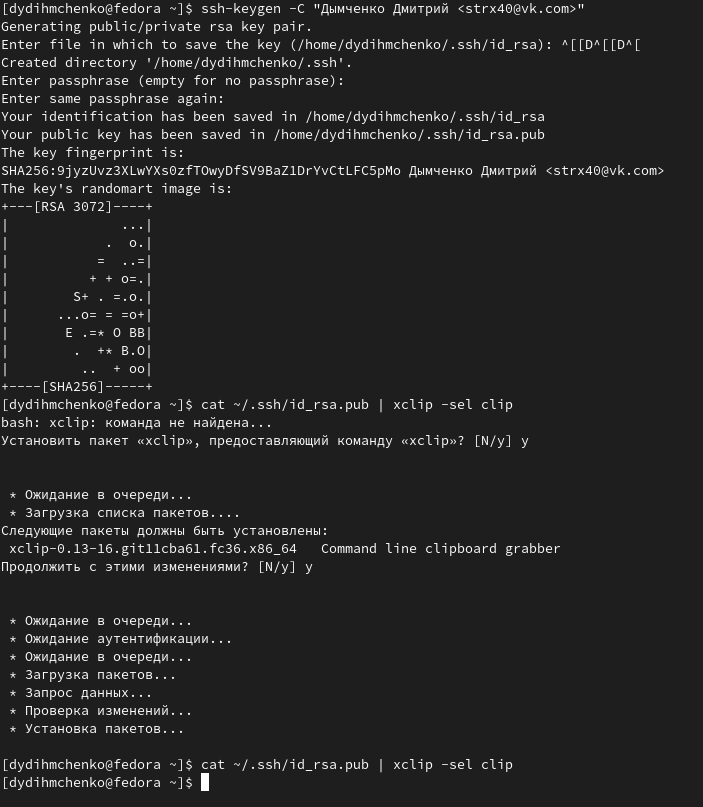 [dydihmchenko@fedora ~]$ ssh-keygen -C "Дымченко Дмитрий <strx40@vk.com>"
Generating public/private rsa key pair.
Enter file in which to save the key (/home/dydihmchenko/.ssh/id_rsa): ^[[D^[[D^[
Created directory '/home/dydihmchenko/.ssh'.
Enter passphrase (empty for no passphrase):
Enter same passphrase again:
Your identification has been saved in /home/dydihmchenko/.ssh/id_rsa
Your public key has been saved in /home/dydihmchenko/.ssh/id_rsa.pub
The key fingerprint is:
SHA256:9jyzUvz3XLwYXs0zfTOwyDfSV9BaZ1DrYvCtLFC5pMo Дымченко Дмитрий <strx40@vk.com>
The key's randomart image is:
+---[RSA 3072]----+
|              ...|
|            .  o.|
|           =  ..=|
|          + + o=.|
|        S+ . =.o.|
|      ...o= = =o+|
|       E .=* O BB|
|        .  +* B.O|
|         ..  + oo|
+----[SHA256]-----+
[dydihmchenko@fedora ~]$ cat ~/.ssh/id_rsa.pub | xclip -sel clip
bash: xclip: команда не найдена...
Установить пакет «xclip», предоставляющий команду «xclip»? [N/y] y
 * Ожидание в очереди...
 * Загрузка списка пакетов....
Следующие пакеты должны быть установлены:
 xclip-0.13-16.git11cba61.fc36.x86_64   Command line clipboard grabber
Продолжить с этими изменениями? [N/y] y
 * Ожидание в очереди...
 * Ожидание аутентификации...
 * Ожидание в очереди...
 * Загрузка пакетов...
 * Запрос данных...
 * Проверка изменений...
 * Установка пакетов...
[dydihmchenko@fedora ~]$ cat ~/.ssh/id_rsa.pub | xclip -sel clip
[dydihmchenko@fedora ~]$